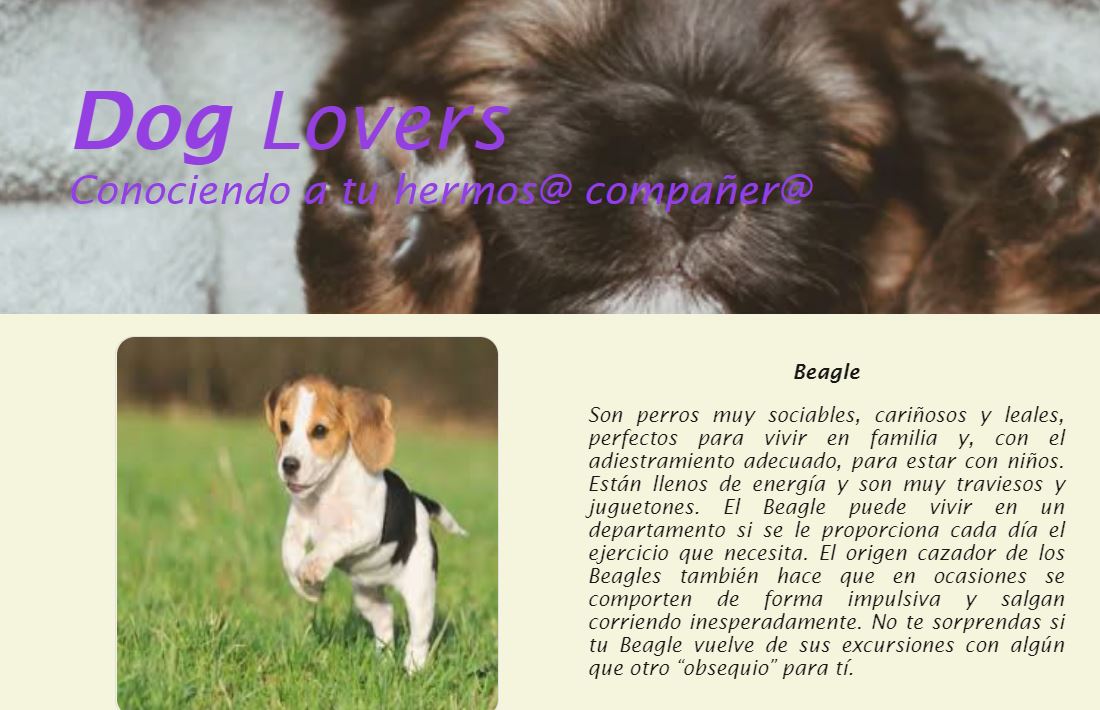 Dog Lovers
Conociendo a tu hermos@ compañer@
Beagle
Son perros muy sociables, cariñosos y leales,
perfectos para vivir en familia y, con el
adiestramiento adecuado, para estar con niños.
Están llenos de energía y son muy traviesos y
juguetones. El Beagle puede vivir en un
departamento si se le proporciona cada día el
ejercicio que necesita. El origen cazador de los
Beagles también hace que en ocasiones se
comporten de forma impulsiva y salgan
corriendo inesperadamente. No te sorprendas si
tu Beagle vuelve de sus excursiones con algún
que otro “obsequio” para tí.